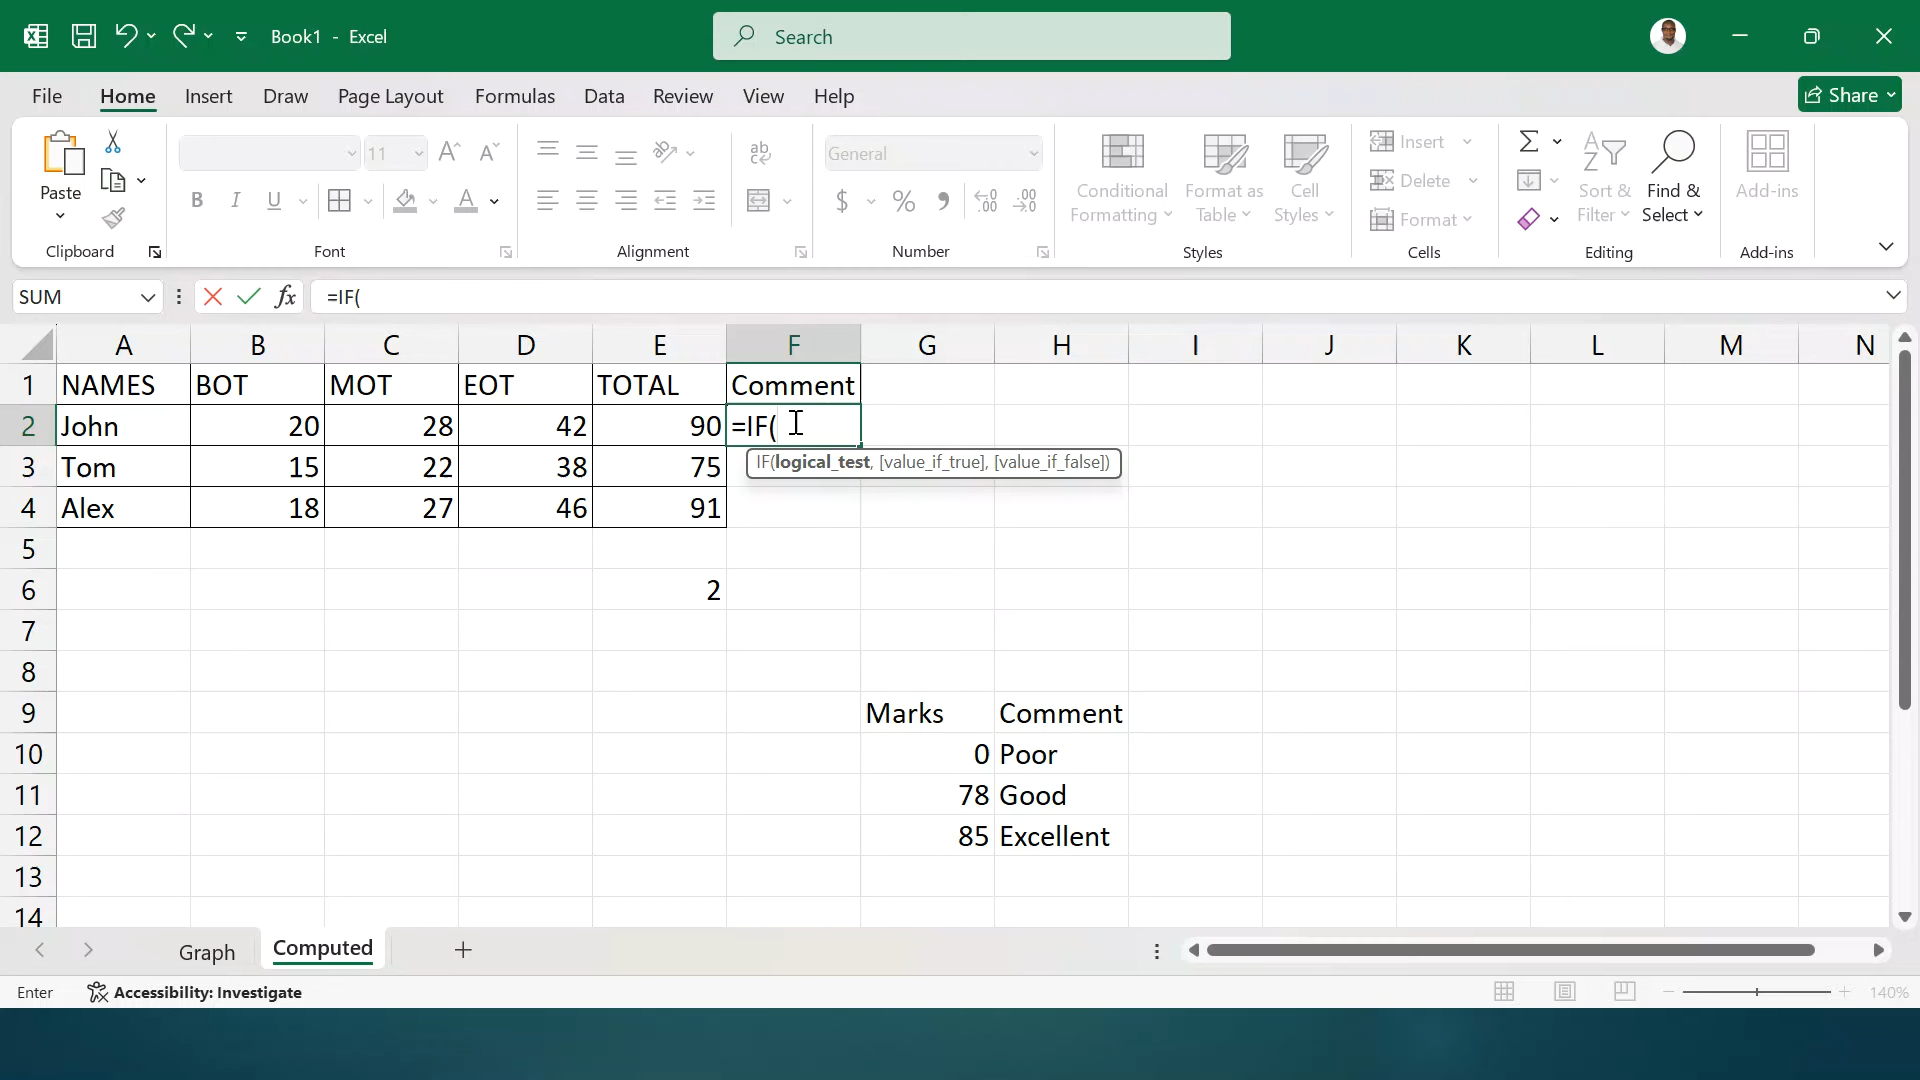 Book1 - Excel
Search
File Home Insert Draw Page Layout Formulas Data Review View Help
Share
Paste
11
General
Conditional Formatting
Format as Table
Cell Styles
Insert
Delete
Format
Sort & Filter
Find & Select
Add-ins
Clipboard Font Alignment Number Styles Cells Editing Add-ins
SUM
=IF(
A B C D E F G H I J K L M N
1 NAMES BOT MOT EOT TOTAL Comment
2 John 20 28 42 90 =IF(
IF(logical_test, [value_if_true], [value_if_false])
3 Tom 15 22 38 75
4 Alex 18 27 46 91
5
6 2
7
8
9 Marks Comment
10 0 Poor
11 78 Good
12 85 Excellent
13
14
Graph Computed
Enter Accessibility: Investigate 140%